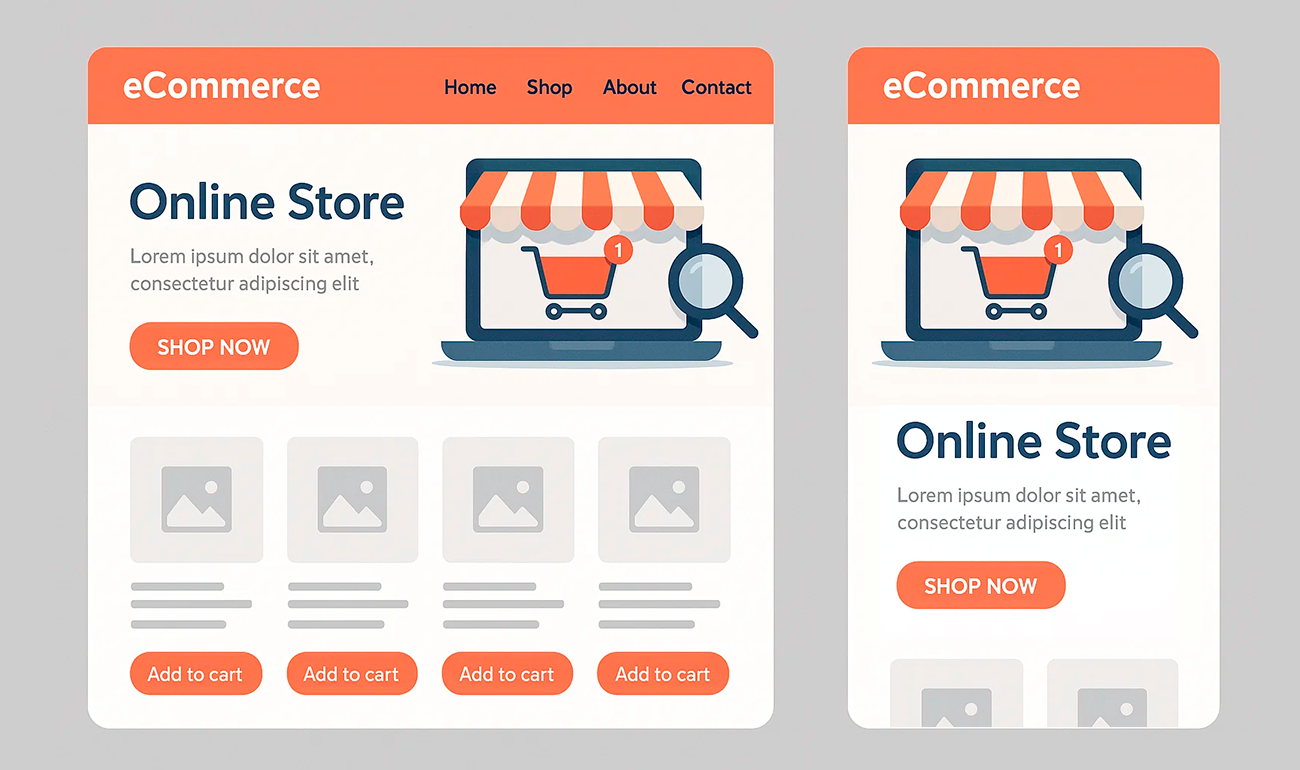 eCommerce
Home Shop About Contact
Online Store
Lorem ipsum dolor sit amet,
consectetur adipiscing elit
SHOP NOW
1
Add to cart
Add to cart
Add to cart
Add to cart
eCommerce
1
Online Store
Lorem ipsum dolor sit amet,
consectetur adipiscing elit
SHOP NOW